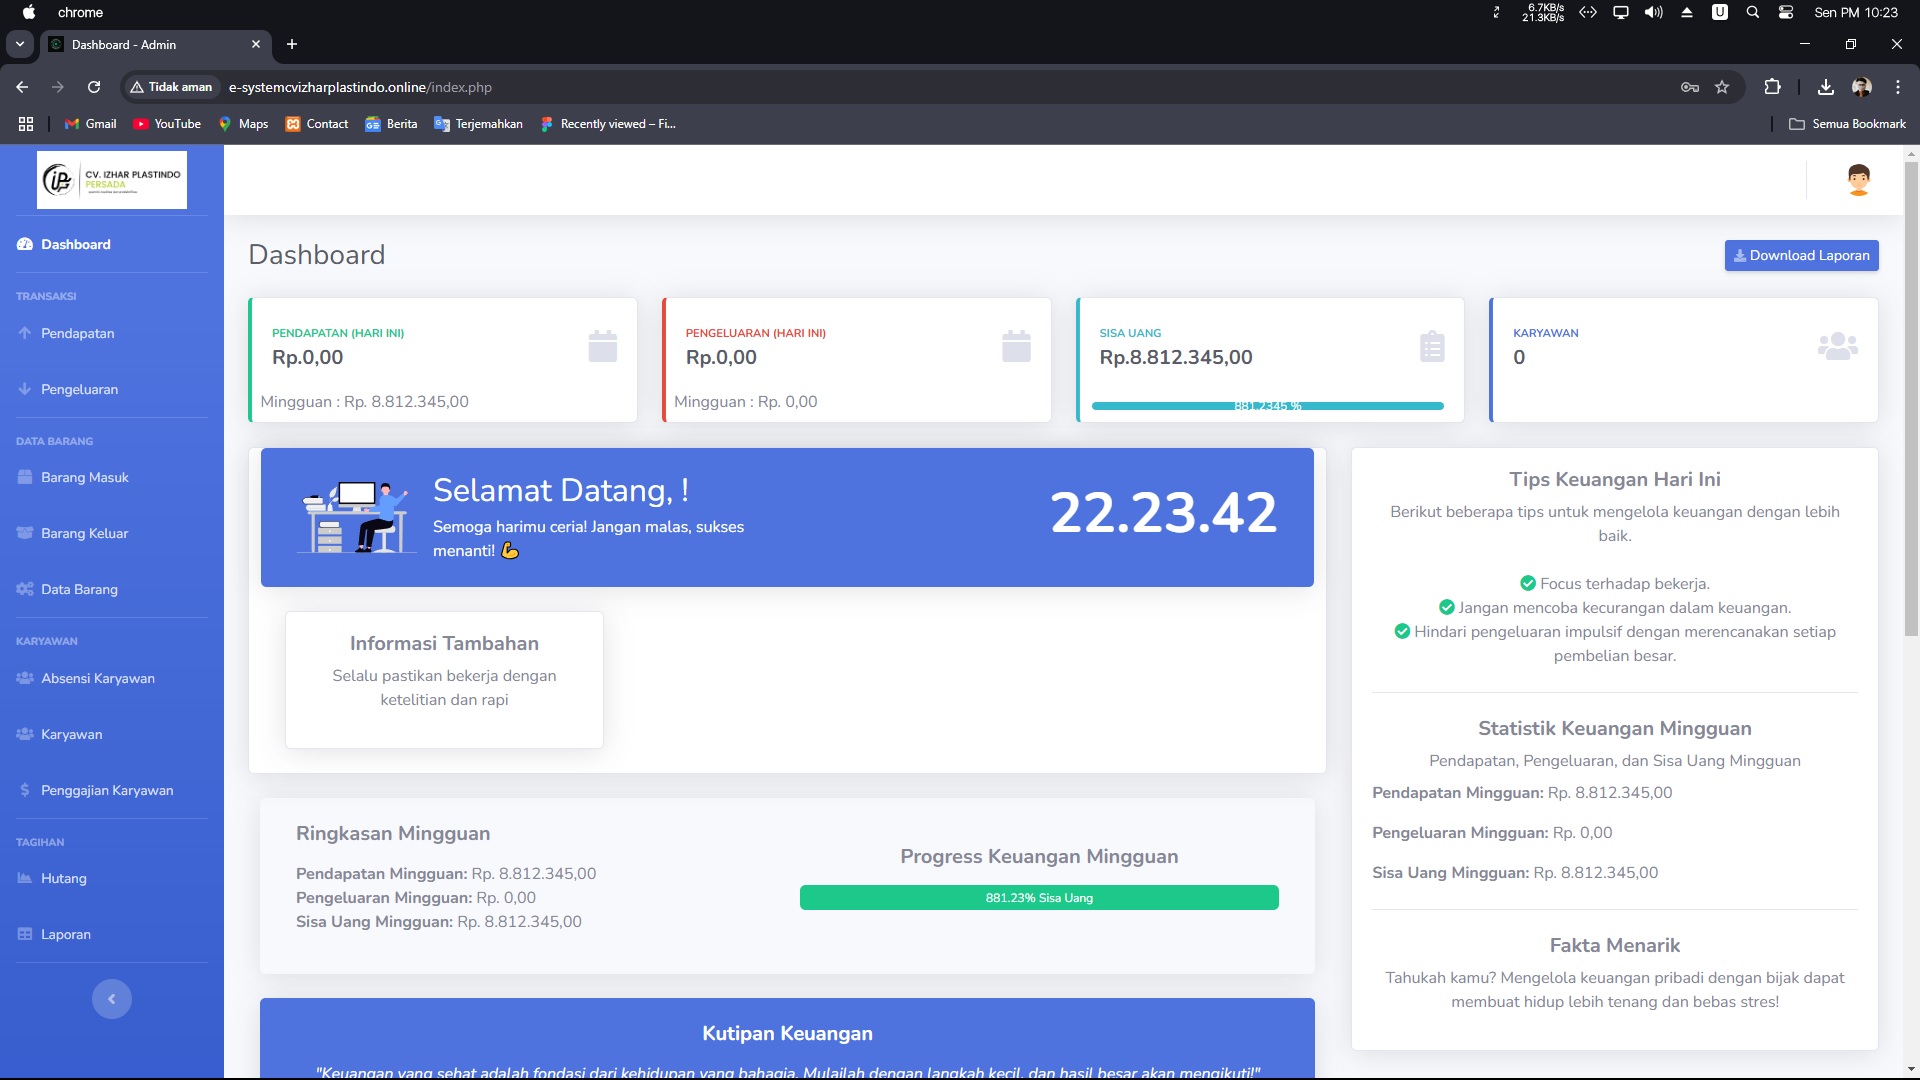 chrome
6.7KB/s
21.3KB/s
U
Sen PM 10:23
Dashboard - Admin
Tidak aman
e-systemcvizharplastindo.online/index.php
Gmail
YouTube
Maps
Contact
Berita
Terjemahkan
Recently viewed – Fi...
Semua Bookmark
CV. IZHAR PLASTINDO
PERSADA
Dashboard
TRANSAKSI
Pendapatan
Pengeluaran
DATA BARANG
Barang Masuk
Barang Keluar
Data Barang
KARYAWAN
Absensi Karyawan
Karyawan
Penggajian Karyawan
TAGIHAN
Hutang
Laporan
Dashboard
Download Laporan
PENDAPATAN (HARI INI)
Rp.0,00
Mingguan : Rp. 8.812.345,00
PENGELUARAN (HARI INI)
Rp.0,00
Mingguan : Rp. 0,00
SISA UANG
Rp.8.812.345,00
881.2345 %
KARYAWAN
0
Selamat Datang, !
Semoga harimu ceria! Jangan malas, sukses
menanti! 💪
22.23.42
Informasi Tambahan
Selalu pastikan bekerja dengan
ketelitian dan rapi
Ringkasan Mingguan
Pendapatan Mingguan: Rp. 8.812.345,00
Pengeluaran Mingguan: Rp. 0,00
Sisa Uang Mingguan: Rp. 8.812.345,00
Progress Keuangan Mingguan
881.23% Sisa Uang
Kutipan Keuangan
"Keuangan yang sehat adalah fondasi dari kehidupan yang bahagia. Mulailah dengan langkah kecil, dan hasil besar akan mengikuti!"
Tips Keuangan Hari Ini
Berikut beberapa tips untuk mengelola keuangan dengan lebih
baik.
Focus terhadap bekerja.
Jangan mencoba kecurangan dalam keuangan.
Hindari pengeluaran impulsif dengan merencanakan setiap
pembelian besar.
Statistik Keuangan Mingguan
Pendapatan, Pengeluaran, dan Sisa Uang Mingguan
Pendapatan Mingguan: Rp. 8.812.345,00
Pengeluaran Mingguan: Rp. 0,00
Sisa Uang Mingguan: Rp. 8.812.345,00
Fakta Menarik
Tahukah kamu? Mengelola keuangan pribadi dengan bijak dapat
membuat hidup lebih tenang dan bebas stres!